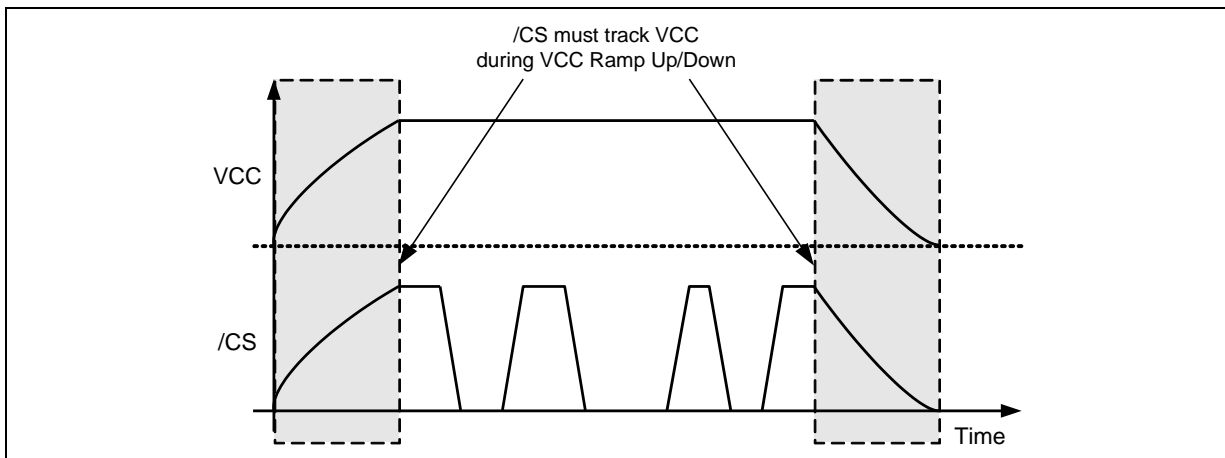 /CS must track VCC
during VCC Ramp Up/Down
VCC
/CS
Time